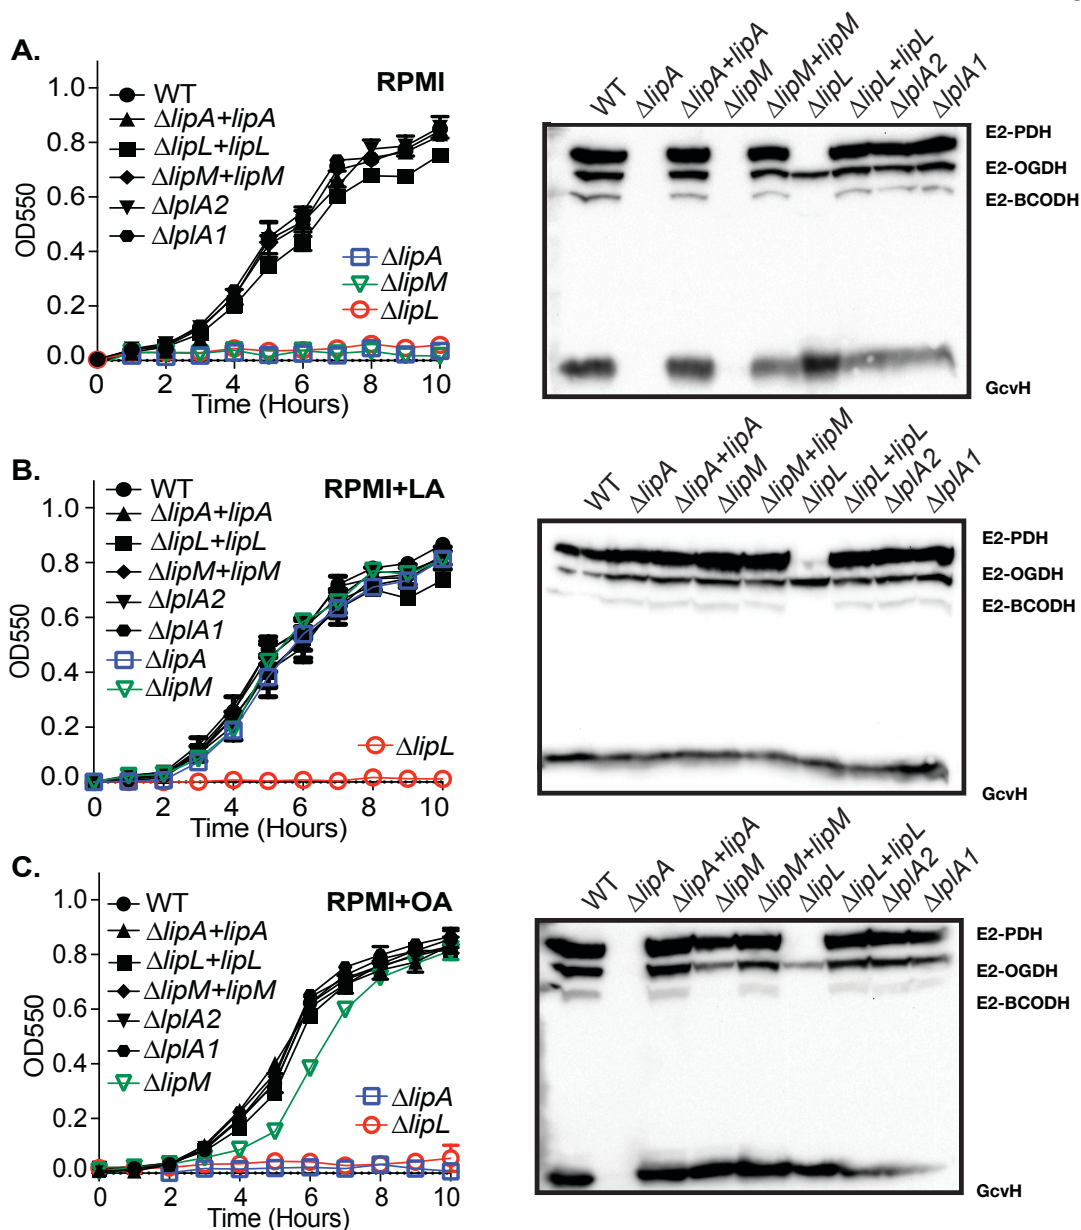 A.
RPMI
OD550
1.0
0.8
0.6
0.4
0.2
0.0
WT
ΔlipA+lipA
ΔlipL+lipL
ΔlipM+lipM
ΔlplA2
ΔlplA1
ΔlipA
ΔlipM
ΔlipL
0 2 4 6 8 10
Time (Hours)
WT ΔlipA ΔlipA+lipA ΔlipM ΔlipM+lipM ΔlipL ΔlipL+lipL ΔlplA2 ΔlplA1
E2-PDH
E2-OGDH
E2-BCODH
GcvH
B.
RPMI+LA
OD550
1.0
0.8
0.6
0.4
0.2
0.0
WT
ΔlipA+lipA
ΔlipL+lipL
ΔlipM+lipM
ΔlplA2
ΔlplA1
ΔlipA
ΔlipM
ΔlipL
0 2 4 6 8 10
Time (Hours)
WT ΔlipA ΔlipA+lipA ΔlipM ΔlipM+lipM ΔlipL ΔlipL+lipL ΔlplA2 ΔlplA1
E2-PDH
E2-OGDH
E2-BCODH
GcvH
C.
RPMI+OA
OD550
1.0
0.8
0.6
0.4
0.2
0.0
WT
ΔlipA+lipA
ΔlipL+lipL
ΔlipM+lipM
ΔlplA2
ΔlplA1
ΔlipM
ΔlipA
ΔlipL
0 2 4 6 8 10
Time (Hours)
WT ΔlipA ΔlipA+lipA ΔlipM ΔlipM+lipM ΔlipL ΔlipL+lipL ΔlplA2 ΔlplA1
E2-PDH
E2-OGDH
E2-BCODH
GcvH